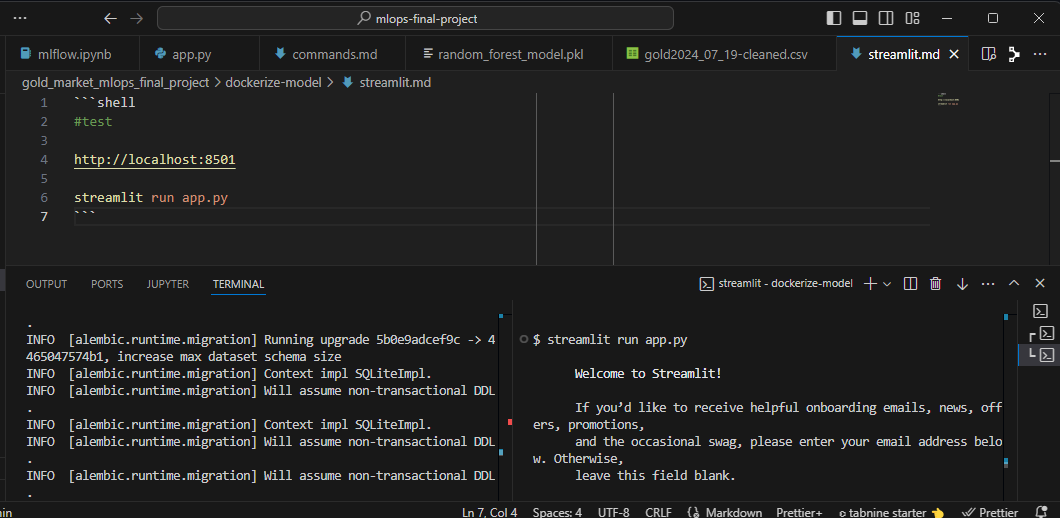 mlops-final-project
mlflow.ipynb app.py commands.md random_forest_model.pkl gold2024_07_19-cleaned.csv streamlit.md
gold_market_mlops_final_project > dockerize-model > streamlit.md
1 ```shell
2 #test
3
4 http://localhost:8501
5
6 streamlit run app.py
7 ```
OUTPUT PORTS JUPYTER TERMINAL streamlit - dockerize-model
.
INFO [alembic.runtime.migration] Running upgrade 5b0e9adcef9c -> 4
465047574b1, increase max dataset schema size
INFO [alembic.runtime.migration] Context impl SQLiteImpl.
INFO [alembic.runtime.migration] Will assume non-transactional DDL
.
INFO [alembic.runtime.migration] Context impl SQLiteImpl.
INFO [alembic.runtime.migration] Will assume non-transactional DDL
.
INFO [alembic.runtime.migration] Will assume non-transactional DDL
.
$ streamlit run app.py
Welcome to Streamlit!
If you’d like to receive helpful onboarding emails, news, off
ers, promotions,
and the occasional swag, please enter your email address belo
w. Otherwise,
leave this field blank.
Ln 7, Col 4 Spaces: 4 UTF-8 CRLF {} Markdown Prettier+ tabnine starter Prettier